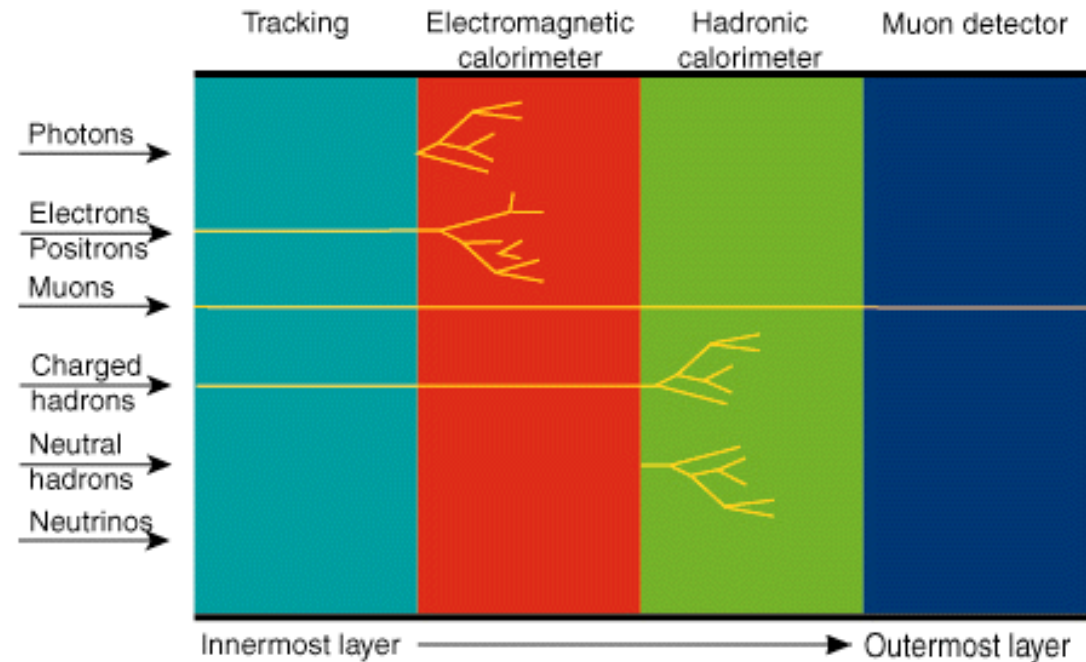 Tracking
Electromagnetic
calorimeter
Hadronic
calorimeter
Muon detector
Photons
Electrons
Positrons
Muons
Charged
hadrons
Neutral
hadrons
Neutrinos
Innermost layer
Outermost layer